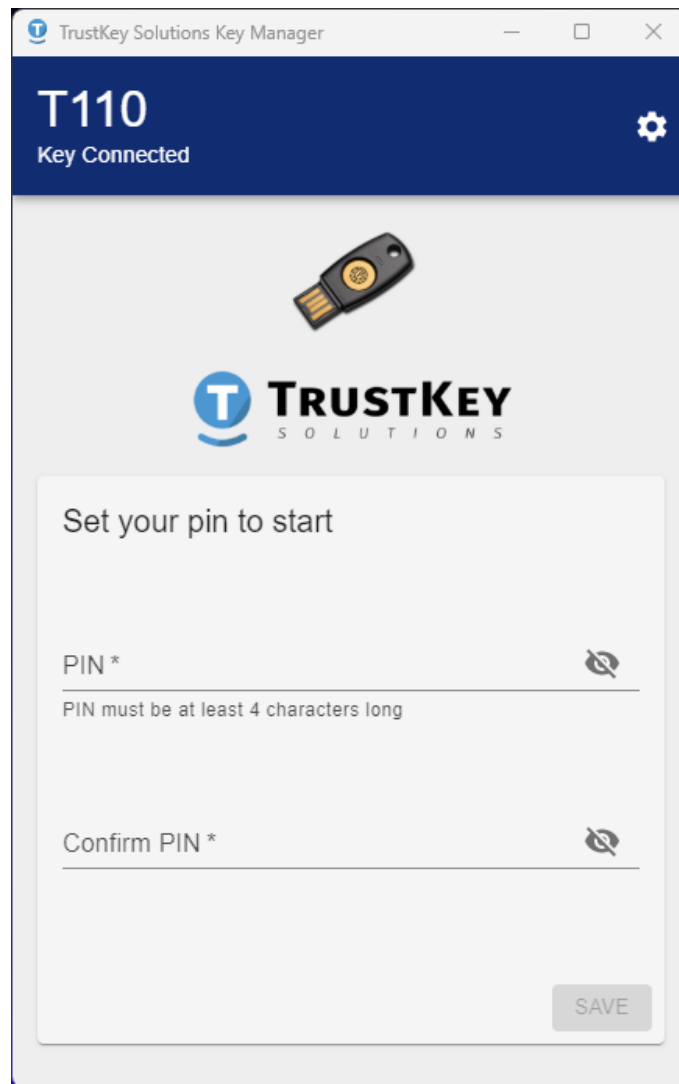 TrustKey Solutions Key Manager
T110
Key Connected
TRUSTKEY
SOLUTIONS
Set your pin to start
PIN *
PIN must be at least 4 characters long
Confirm PIN *
SAVE